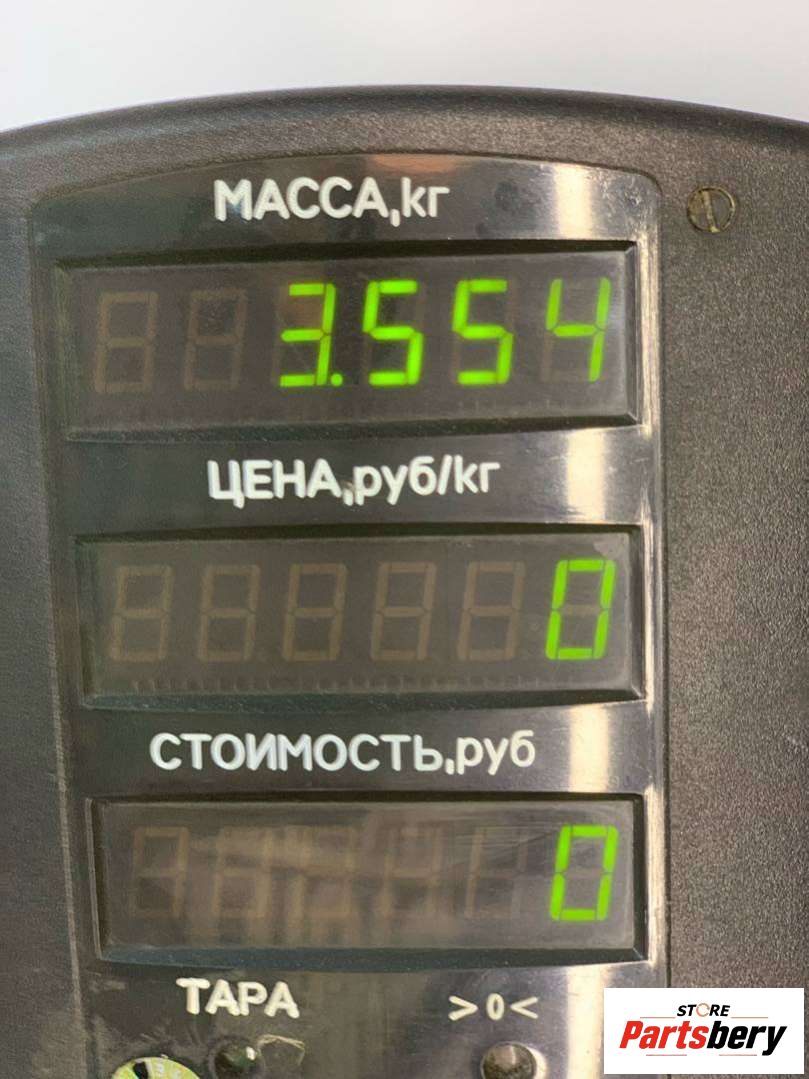 МАССА,кг
3.554
ЦЕНА,руб/кг
0
СТОИМОСТЬ,руб
0
ТАРА >0<
STORE
Partsbery